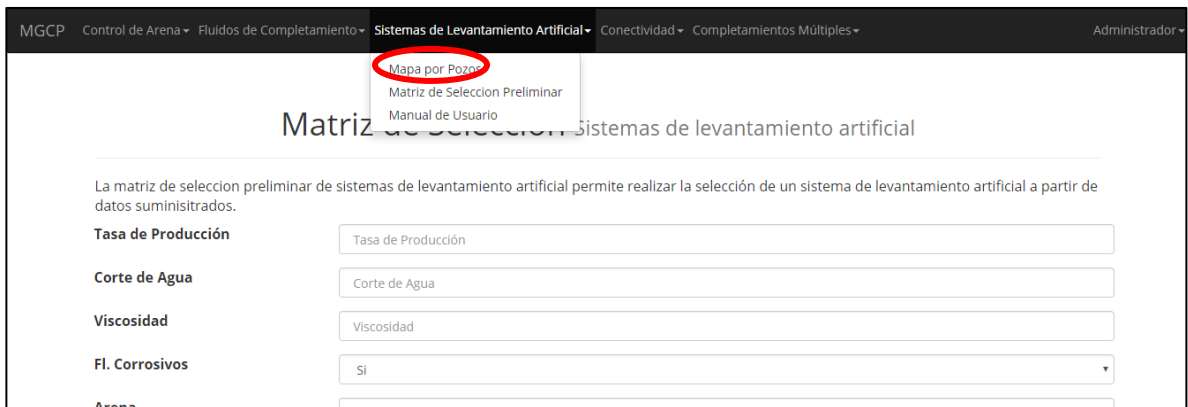 MGCP Control de Arena Fluidos de Completamiento Sistemas de Levantamiento Artificial Conectividad Completamientos Múltiples Administrador
Mapa por Pozos
Matriz de Seleccion Preliminar
Manual de Usuario
Matriz de Selección Sistemas de levantamiento artificial
La matriz de seleccion preliminar de sistemas de levantamiento artificial permite realizar la selección de un sistema de levantamiento artificial a partir de
datos suminisitrados.
Tasa de Producción Tasa de Producción
Corte de Agua Corte de Agua
Viscosidad Viscosidad
Fl. Corrosivos Si
Arena